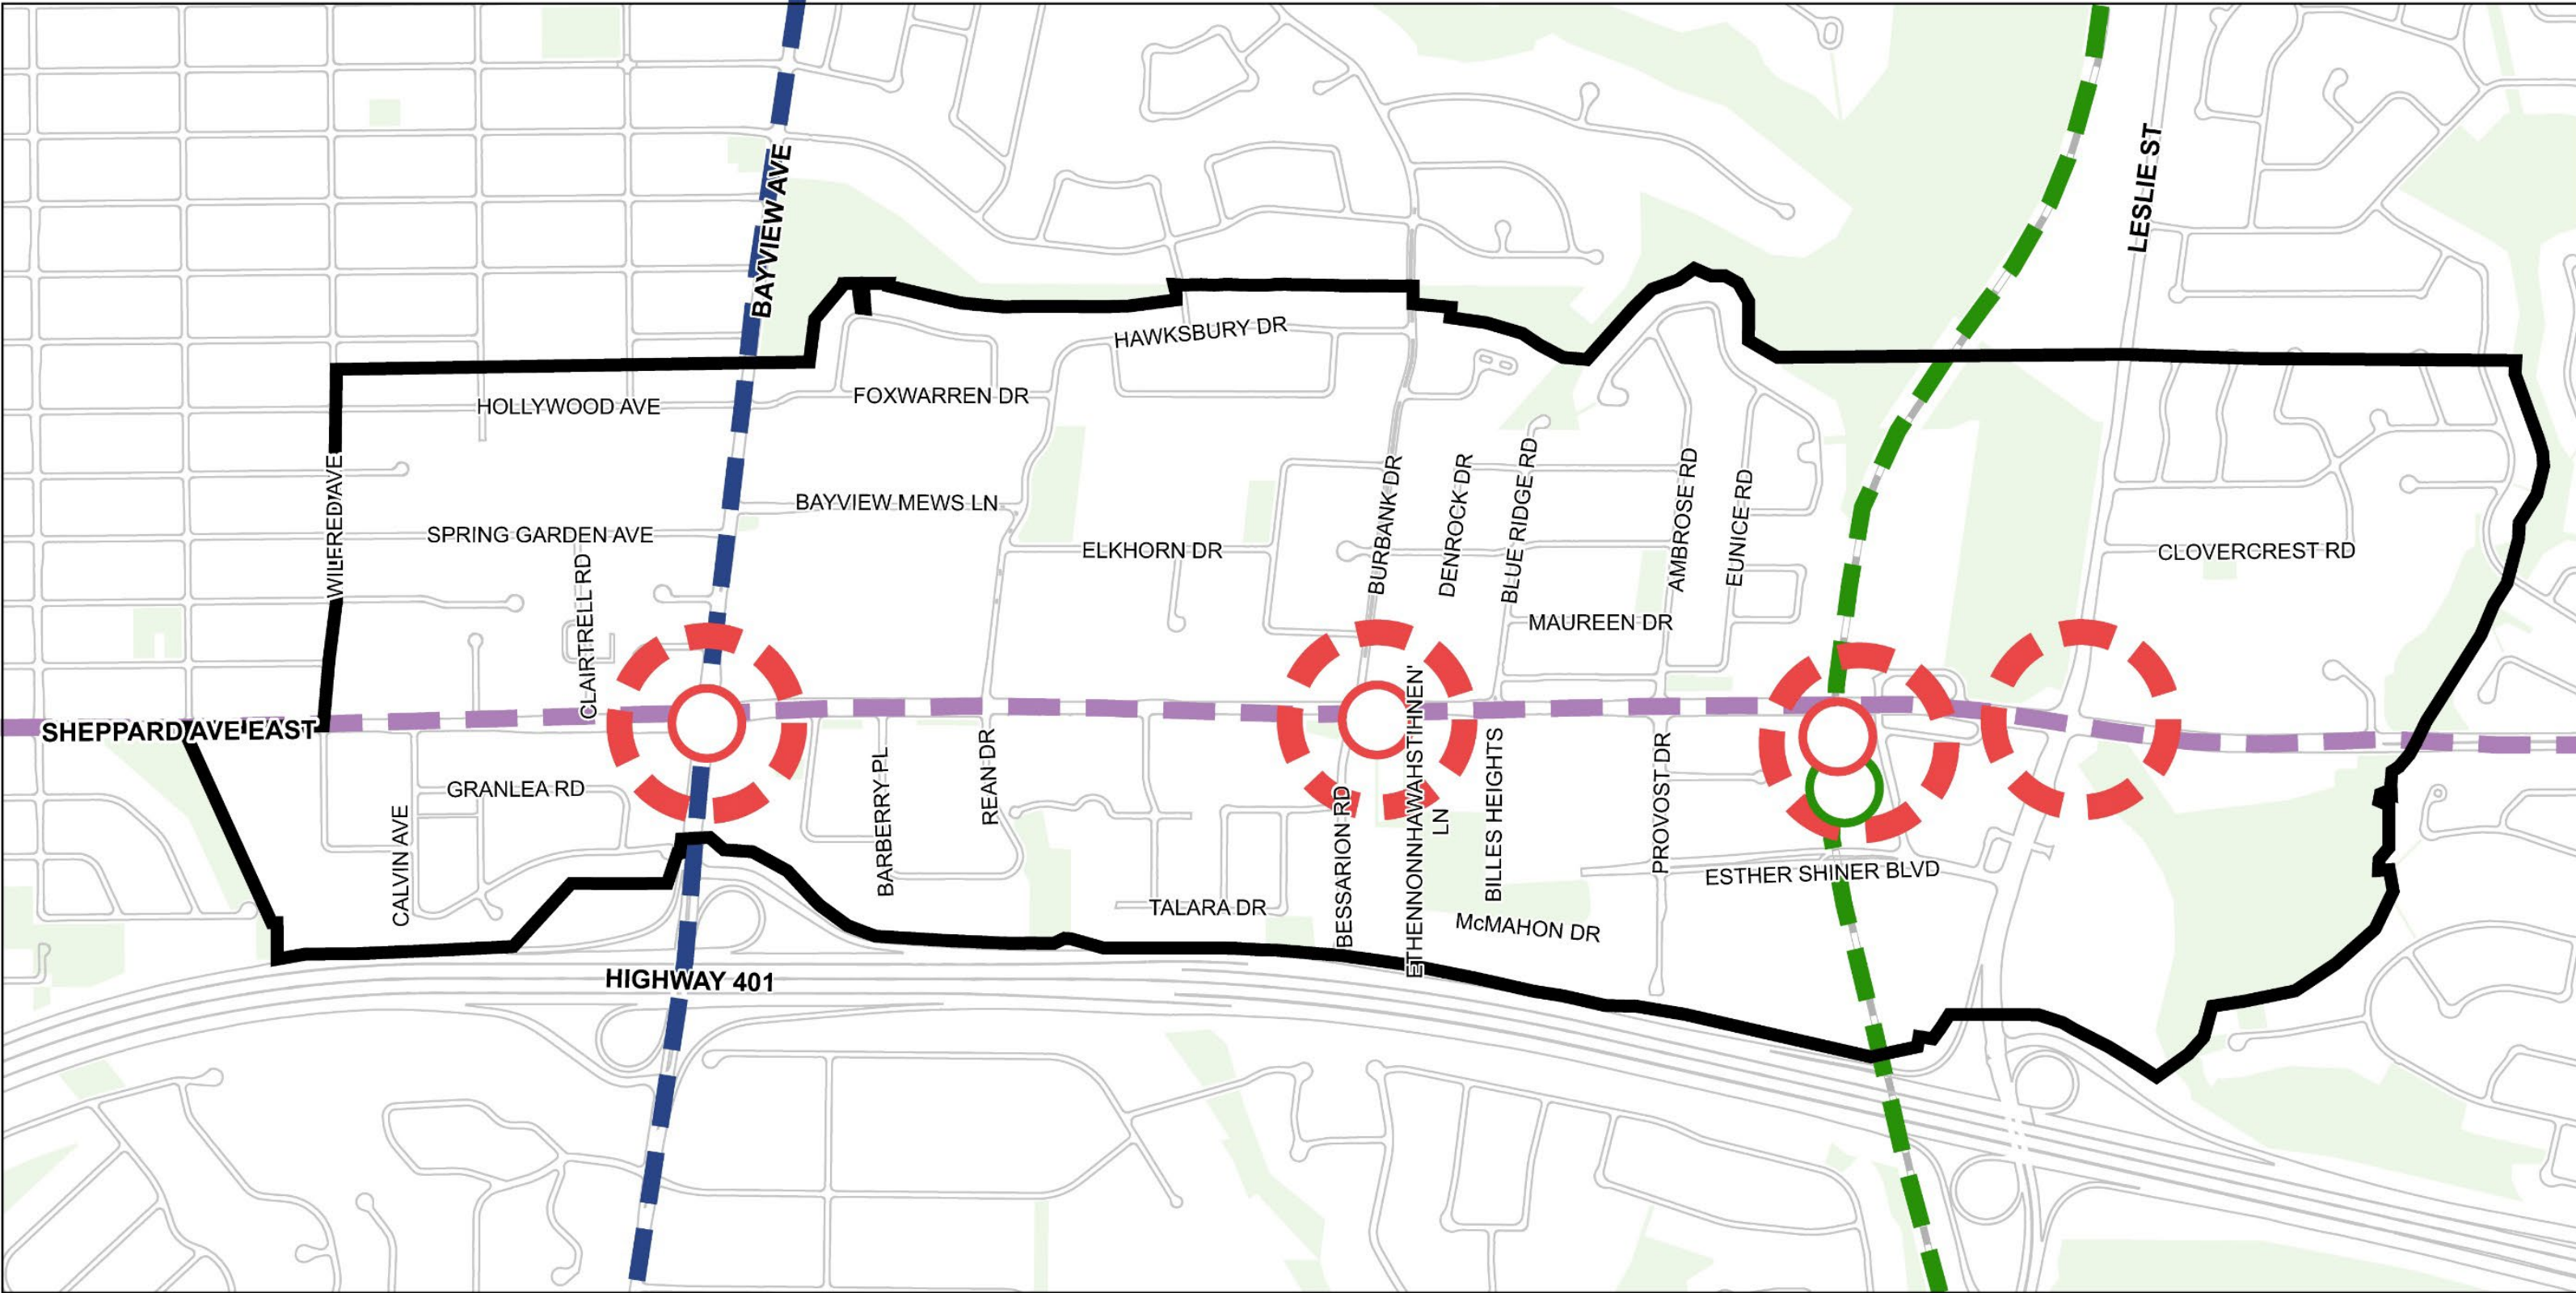 BAYVIEW AVE
LESLIE ST
HAWKSBURY DR
HOLLYWOOD AVE
FOXWARREN DR
WILFRED AVE
BAYVIEW MEWS LN
SPRING GARDEN AVE
ELKHORN DR
CLAIRTRELL RD
BURBANK DR
DENROCK DR
BLUE RIDGE RD
AMBROSE RD
EUNICE RD
CLOVERCREST RD
MAUREEN DR
SHEPPARD AVE EAST
GRANLEA RD
CALVIN AVE
BARBERRY PL
REAN DR
BESSARION RD
ETHENNONNHAWAHSTIHNEN'
LN
BILLES HEIGHTS
PROVOST DR
ESTHER SHINER BLVD
TALARA DR
McMAHON DR
HIGHWAY 401